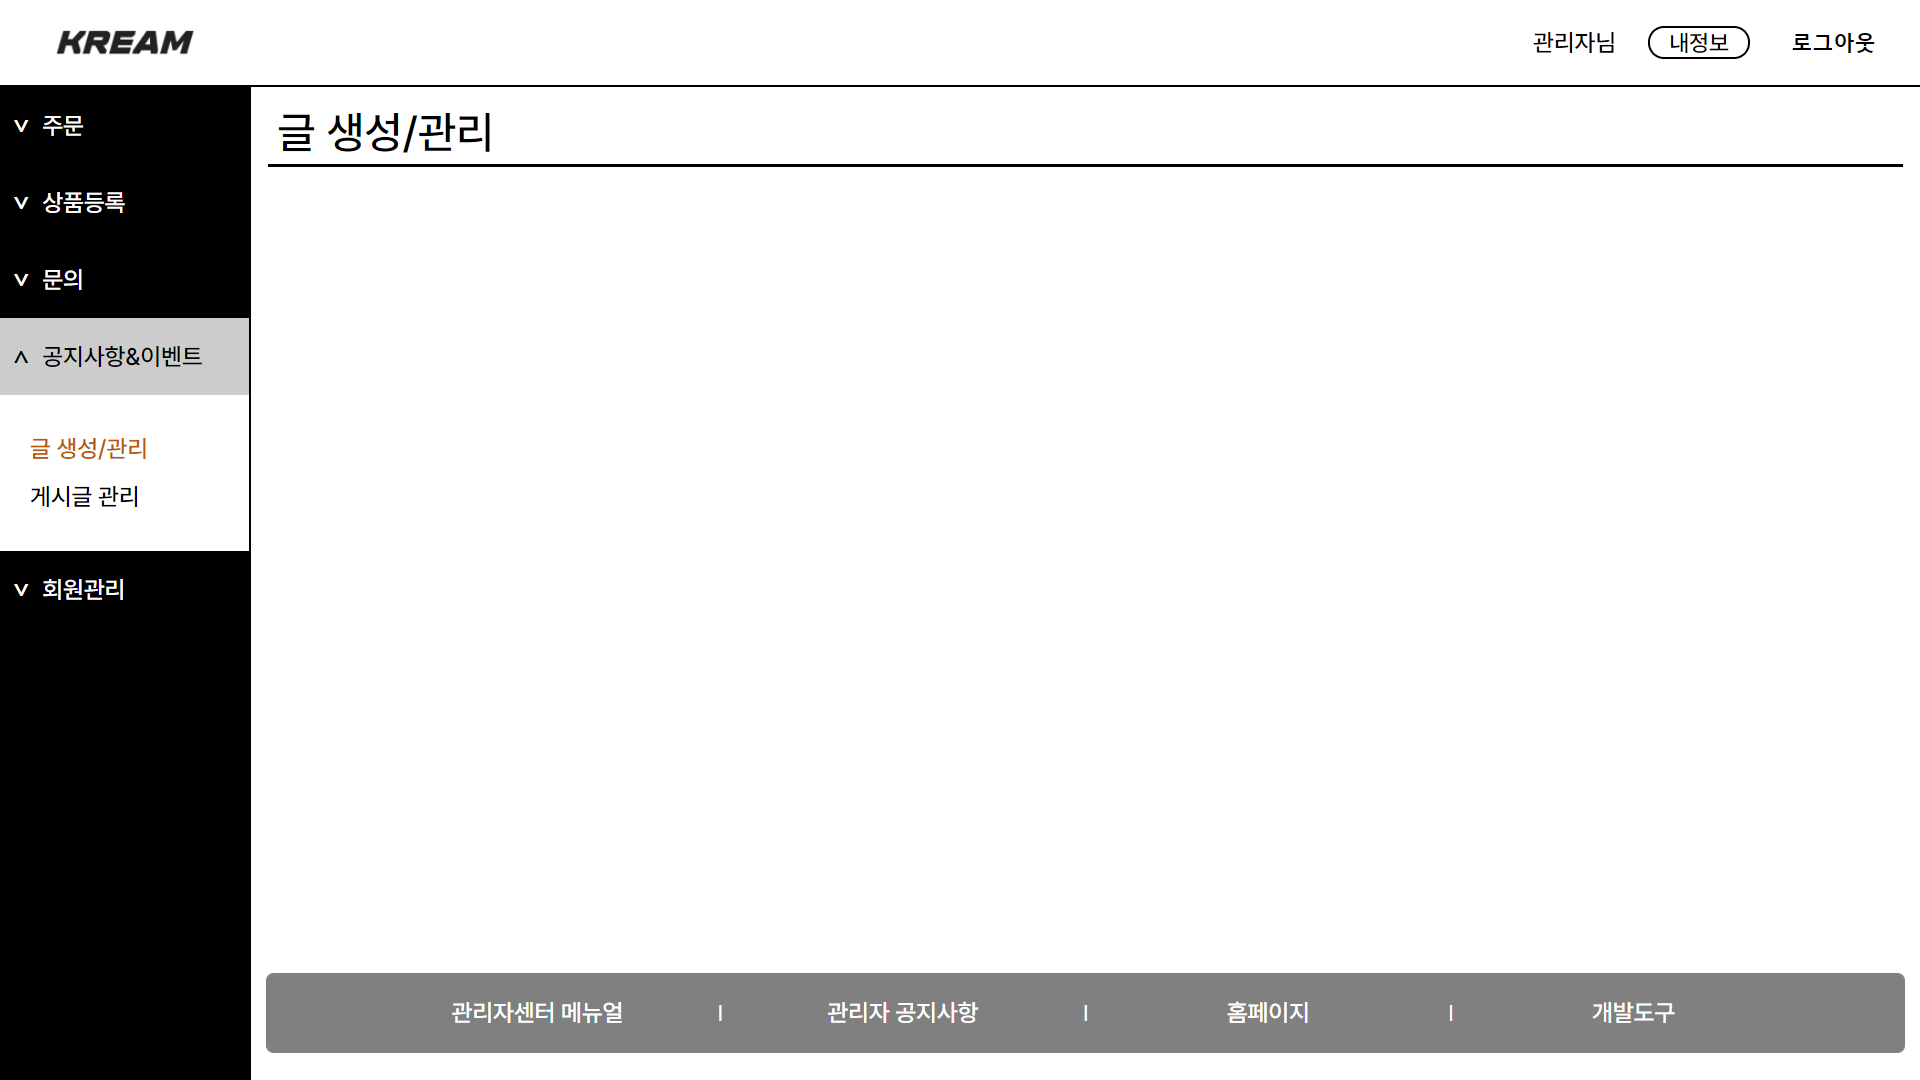 KREAM
관리자님 내정보 로그아웃
∨ 주문
∨ 상품등록
∨ 문의
∧ 공지사항&이벤트
글 생성/관리
게시글 관리
∨ 회원관리
글 생성/관리
관리자센터 메뉴얼 | 관리자 공지사항 | 홈페이지 | 개발도구